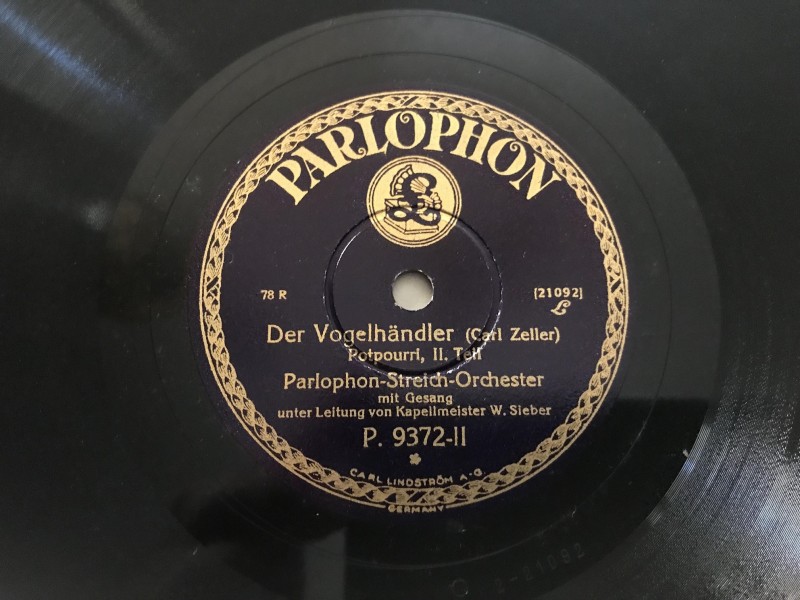 PARLOPHON
£
78 R
[21092]
L
Der Vogelhändler (Carl Zeller)
Potpourri, II. Teil
Parlophon-Streich-Orchester
mit Gesang
unter Leitung von Kapellmeister W. Sieber
P. 9372-II
CARL LINDSTRÖM A·G
GERMANY